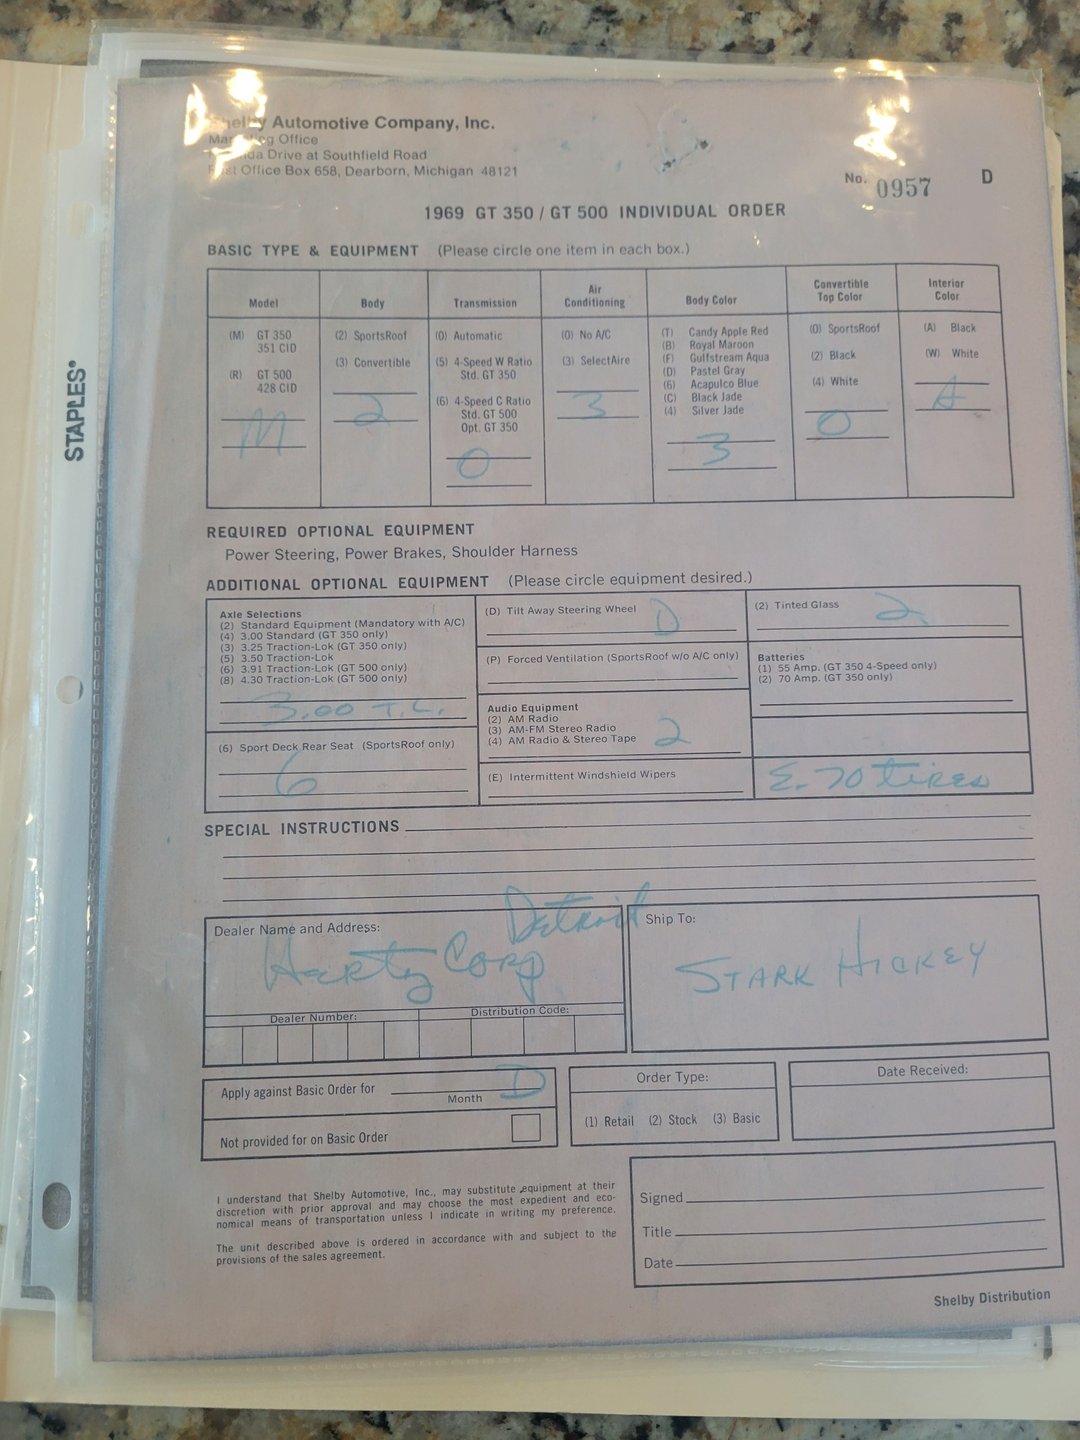 Shelby Automotive Company, Inc.
Marketing Office
Drive at Southfield Road
Post Office Box 658, Dearborn, Michigan 48121
No. 0957 D
1969 GT 350 / GT 500 INDIVIDUAL ORDER
BASIC TYPE & EQUIPMENT (Please circle one item in each box.)
Model
(M) GT 350
351 CID
(R) GT 500
428 CID
M
Body
(2) SportsRoof
(3) Convertible
2
Transmission
(0) Automatic
(5) 4-Speed W Ratio
Std. GT 350
(6) 4-Speed C Ratio
Std. GT 500
Opt. GT 350
0
Air
Conditioning
(0) No A/C
(3) SelectAire
3
Body Color
(T) Candy Apple Red
(B) Royal Maroon
(F) Gulfstream Aqua
(D) Pastel Gray
(6) Acapulco Blue
(C) Black Jade
(4) Silver Jade
3
Convertible
Top Color
(0) SportsRoof
(2) Black
(4) White
0
Interior
Color
(A) Black
(W) White
A
REQUIRED OPTIONAL EQUIPMENT
Power Steering, Power Brakes, Shoulder Harness
ADDITIONAL OPTIONAL EQUIPMENT (Please circle equipment desired.)
Axle Selections
(2) Standard Equipment (Mandatory with A/C)
(4) 3.00 Standard (GT 350 only)
(3) 3.25 Traction-Lok (GT 350 only)
(5) 3.50 Traction-Lok
(6) 3.91 Traction-Lok (GT 500 only)
(8) 4.30 Traction-Lok (GT 500 only)
3.00 T.L.
(6) Sport Deck Rear Seat (SportsRoof only)
6
(D) Tilt Away Steering Wheel D
(P) Forced Ventilation (SportsRoof w/o A/C only)
Audio Equipment
(2) AM Radio
(3) AM-FM Stereo Radio
(4) AM Radio & Stereo Tape 2
(E) Intermittent Windshield Wipers
(2) Tinted Glass 2
Batteries
(1) 55 Amp. (GT 350 4-Speed only)
(2) 70 Amp. (GT 350 only)
E-70 tires
SPECIAL INSTRUCTIONS
Dealer Name and Address:
Detroit
Hertz Corp
Dealer Number: Distribution Code:
Ship To:
STARK HICKEY
Apply against Basic Order for D
Month
Not provided for on Basic Order
Order Type:
(1) Retail (2) Stock (3) Basic
Date Received:
I understand that Shelby Automotive, Inc., may substitute equipment at their
discretion with prior approval and may choose the most expedient and eco-
nomical means of transportation unless I indicate in writing my preference.
The unit described above is ordered in accordance with and subject to the
provisions of the sales agreement.
Signed
Title
Date
Shelby Distribution
STAPLES